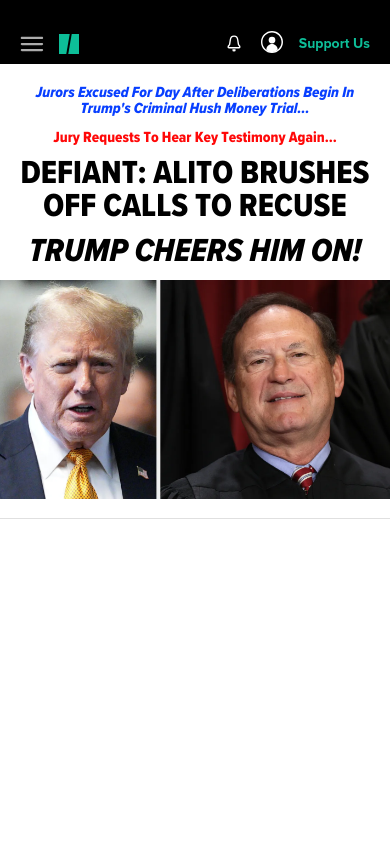 Support Us
Jurors Excused For Day After Deliberations Begin In
Trump's Criminal Hush Money Trial...
Jury Requests To Hear Key Testimony Again...
DEFIANT: ALITO BRUSHES
OFF CALLS TO RECUSE
TRUMP CHEERS HIM ON!